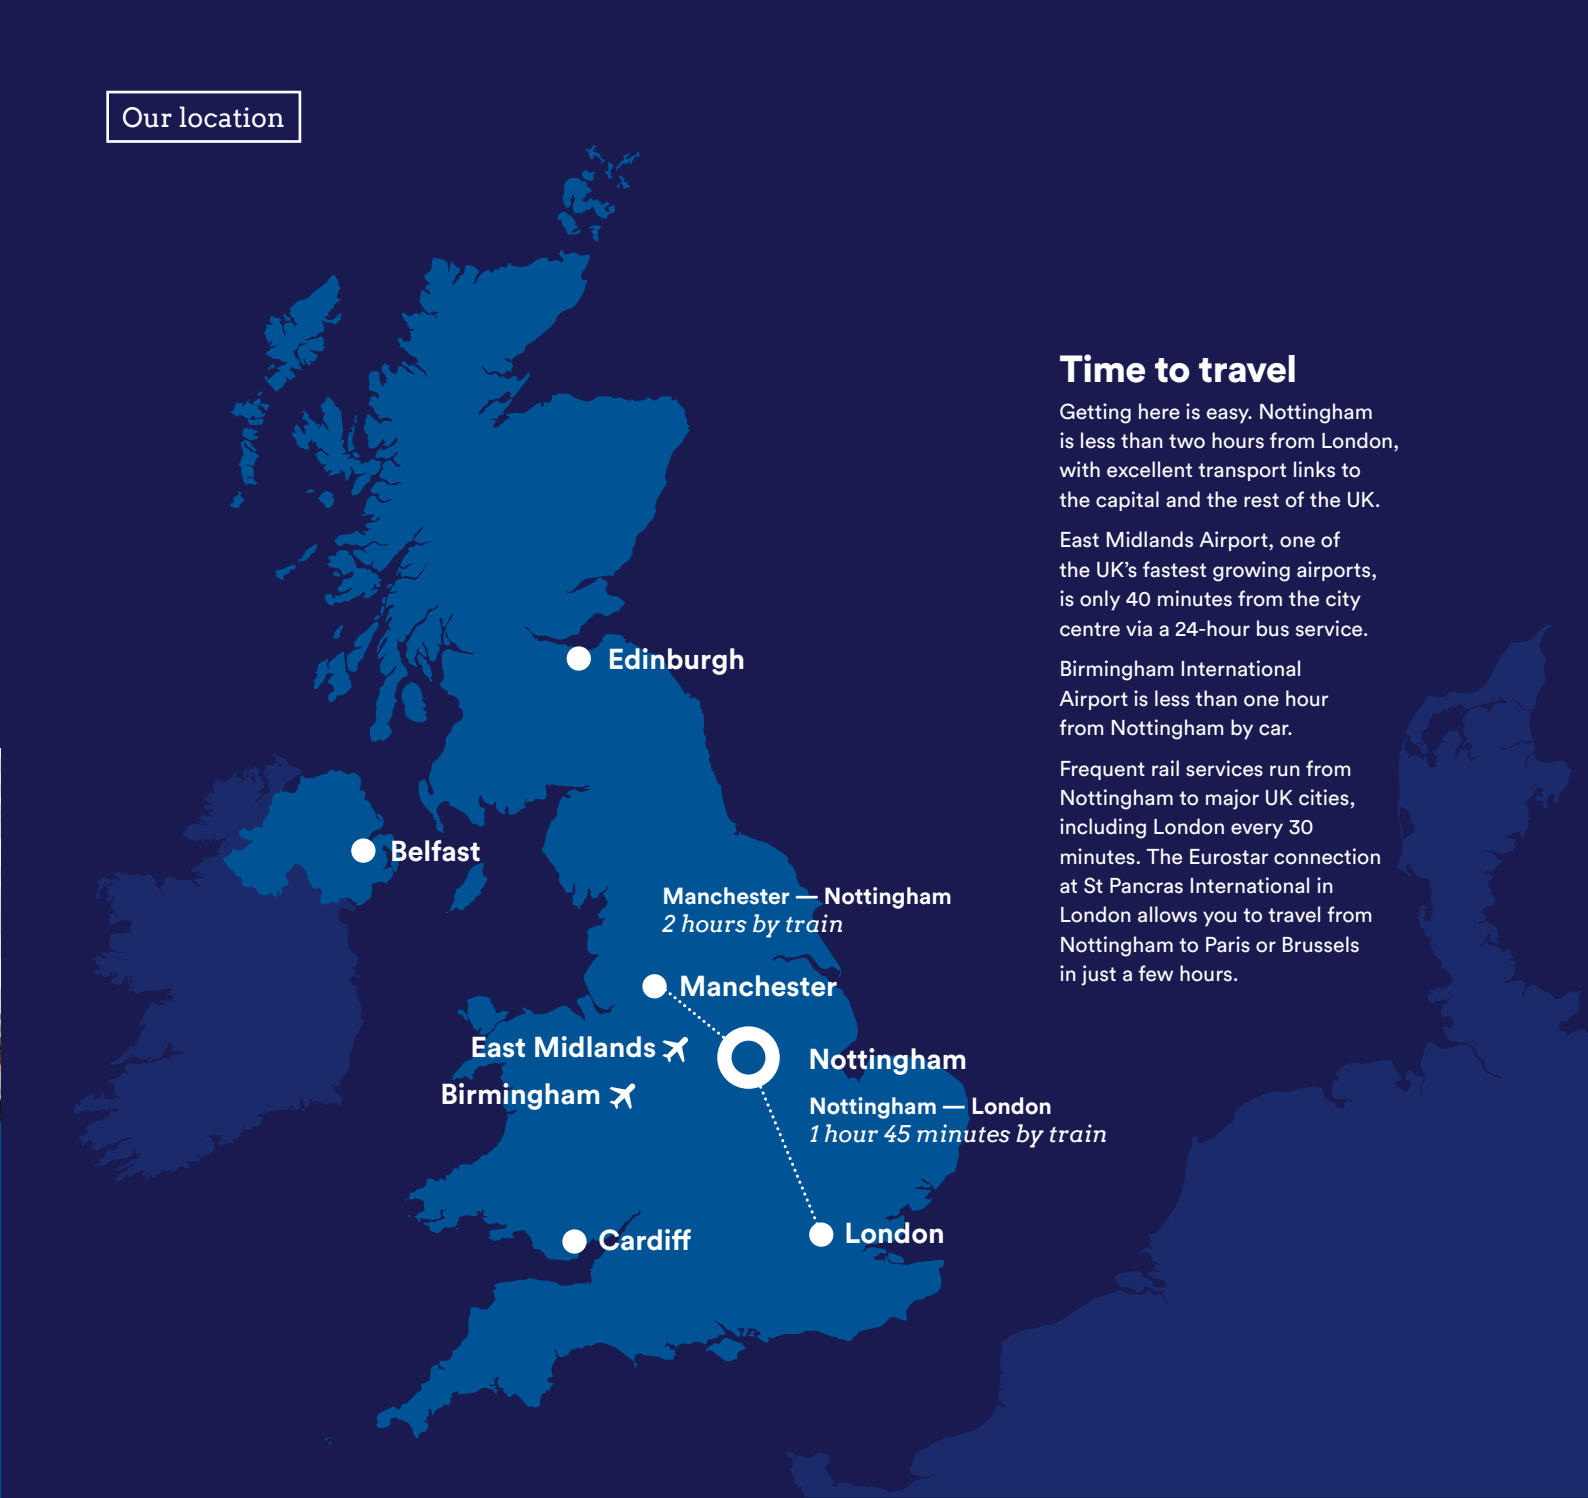 Our location
Time to travel
Getting here is easy. Nottingham
is less than two hours from London,
with excellent transport links to
the capital and the rest of the UK.
East Midlands Airport, one of
the UK’s fastest growing airports,
is only 40 minutes from the city
centre via a 24-hour bus service.
Birmingham International
Airport is less than one hour
from Nottingham by car.
Frequent rail services run from
Nottingham to major UK cities,
including London every 30
minutes. The Eurostar connection
at St Pancras International in
London allows you to travel from
Nottingham to Paris or Brussels
in just a few hours.
Edinburgh
Belfast
Manchester — Nottingham
2 hours by train
Manchester
East Midlands
Nottingham
Birmingham
Nottingham — London
1 hour 45 minutes by train
London
Cardiff